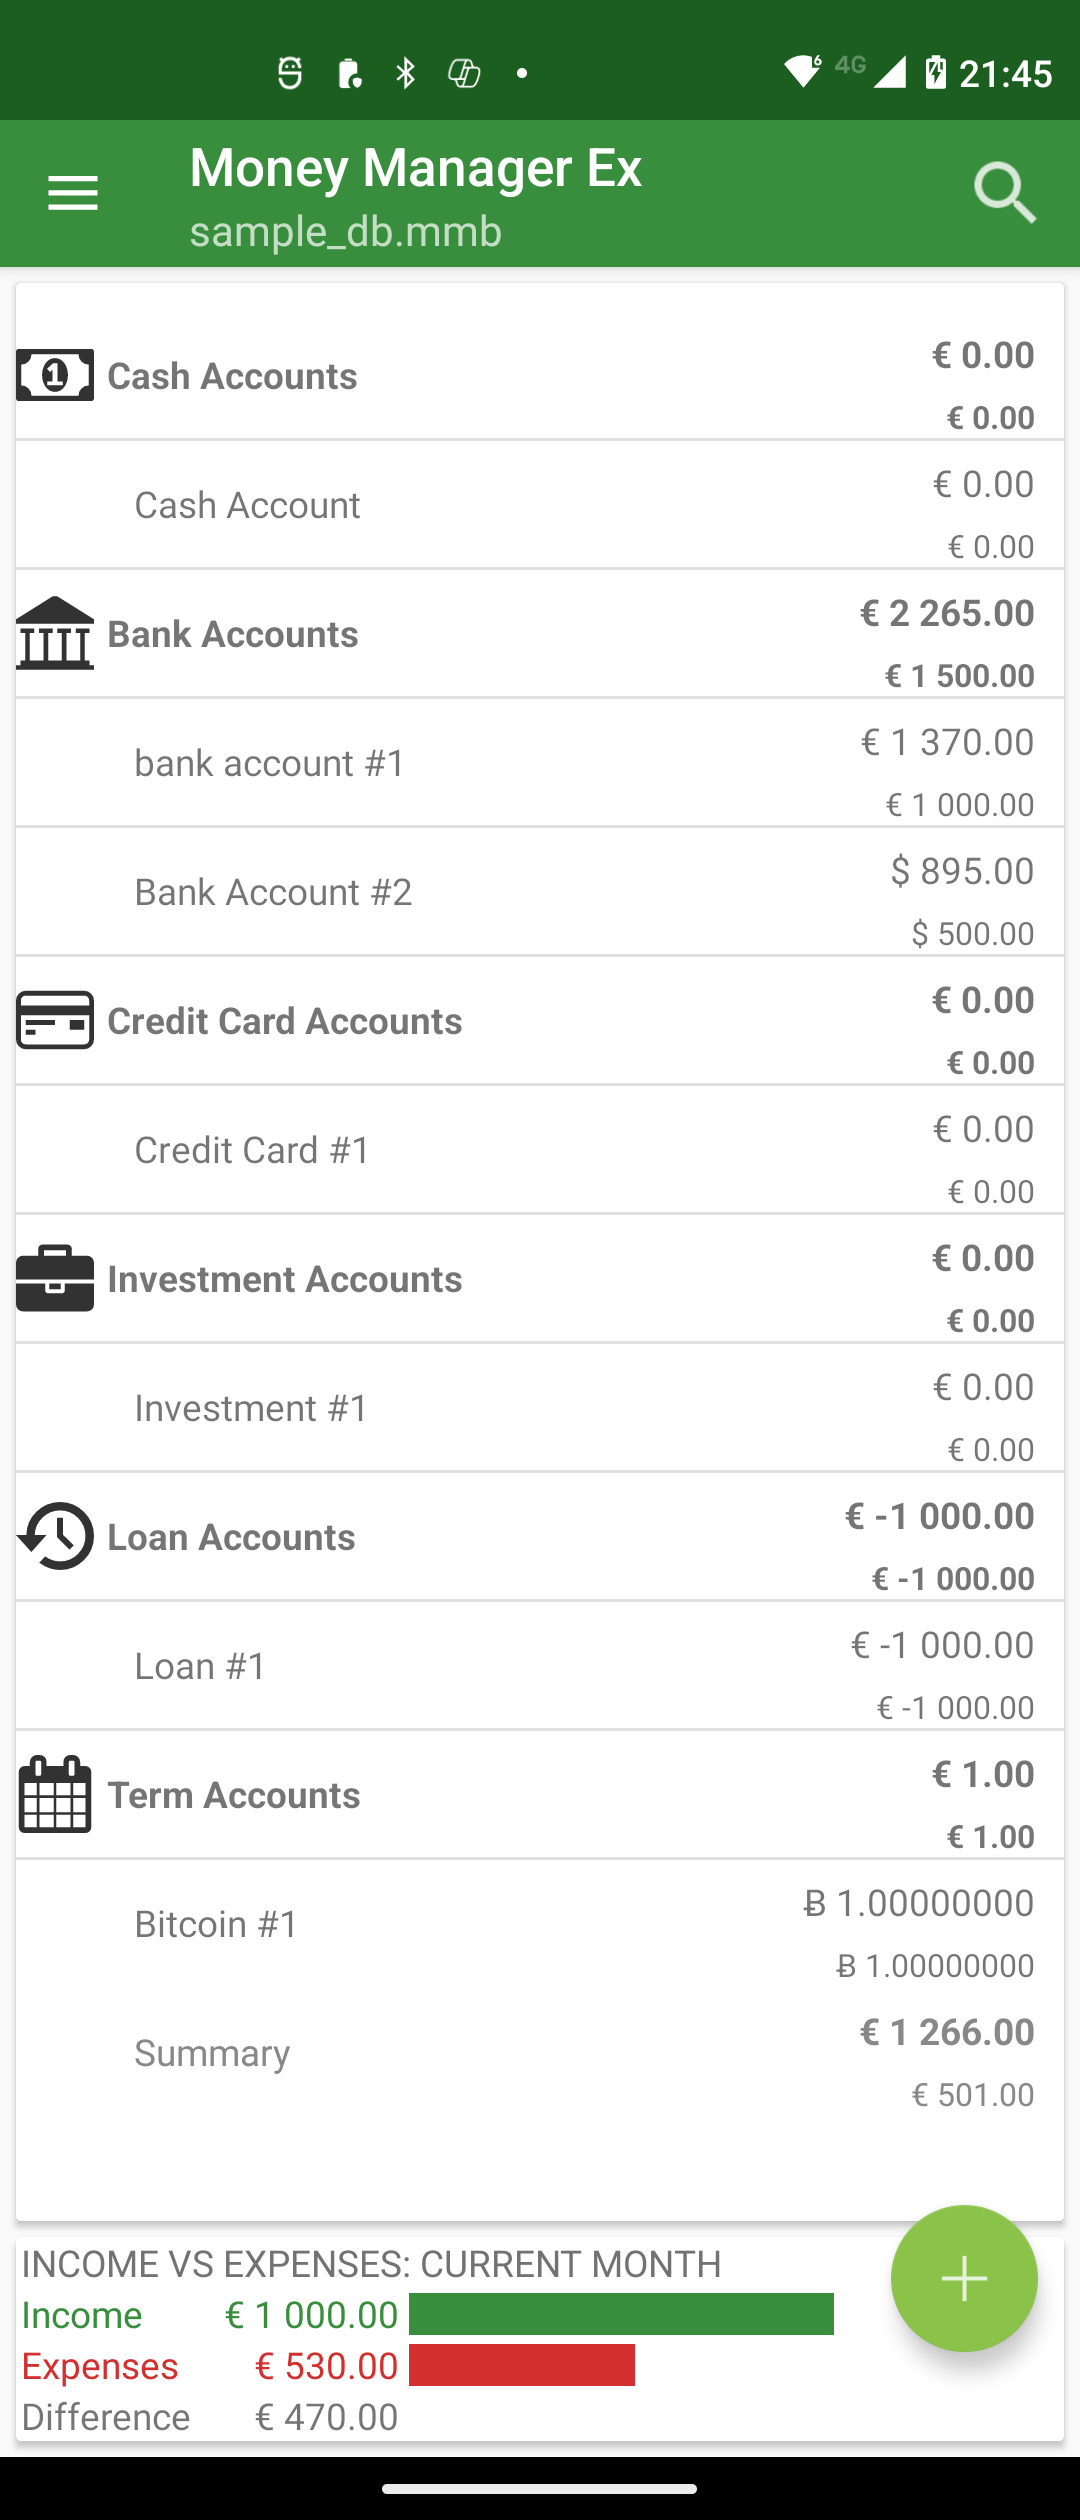 4G 21:45
Money Manager Ex
sample_db.mmb
Cash Accounts € 0.00
€ 0.00
Cash Account € 0.00
€ 0.00
Bank Accounts € 2 265.00
€ 1 500.00
bank account #1 € 1 370.00
€ 1 000.00
Bank Account #2 $ 895.00
$ 500.00
Credit Card Accounts € 0.00
€ 0.00
Credit Card #1 € 0.00
€ 0.00
Investment Accounts € 0.00
€ 0.00
Investment #1 € 0.00
€ 0.00
Loan Accounts € -1 000.00
€ -1 000.00
Loan #1 € -1 000.00
€ -1 000.00
Term Accounts € 1.00
€ 1.00
Bitcoin #1 Ƀ 1.00000000
Ƀ 1.00000000
Summary € 1 266.00
€ 501.00
INCOME VS EXPENSES: CURRENT MONTH
Income € 1 000.00
Expenses € 530.00
Difference € 470.00